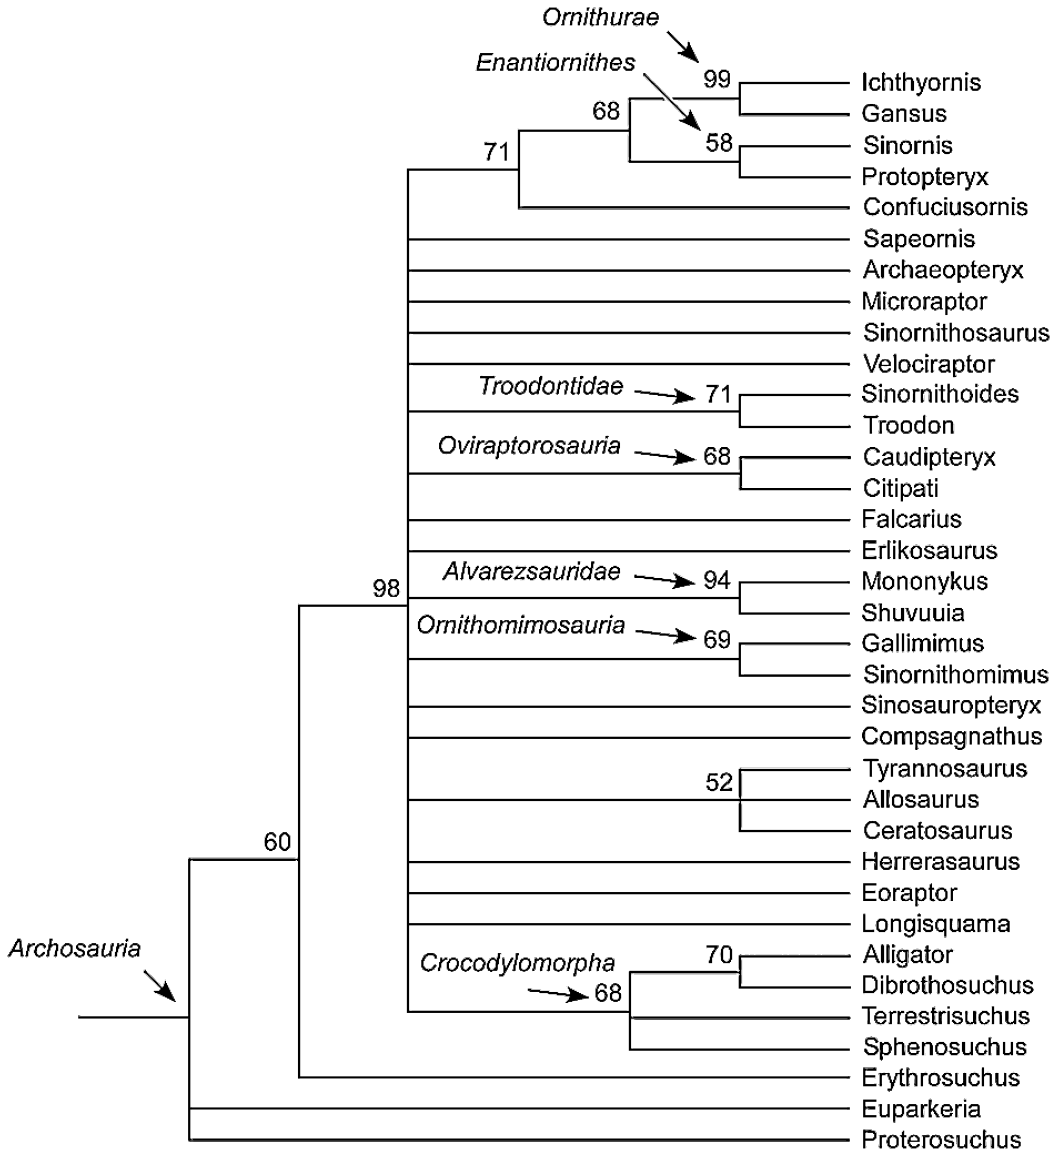 Ornithurae
Enantiornithes
99
Ichthyornis
Gansus
68
58
Sinornis
71
Protopteryx
Confuciusornis
Sapeornis
Archaeopteryx
Microraptor
Sinornithosaurus
Velociraptor
Troodontidae
71
Sinornithoides
Troodon
Oviraptorosauria
68
Caudipteryx
Citipati
Falcarius
Erlikosaurus
Alvarezsauridae
94
Mononykus
98
Shuvuuia
Ornithomimosauria
69
Gallimimus
Sinornithomimus
Sinosauropteryx
Compsagnathus
52
Tyrannosaurus
Allosaurus
Ceratosaurus
60
Herrerasaurus
Eoraptor
Longisquama
Archosauria
70
Alligator
Crocodylomorpha
68
Dibrothosuchus
Terrestrisuchus
Sphenosuchus
Erythrosuchus
Euparkeria
Proterosuchus